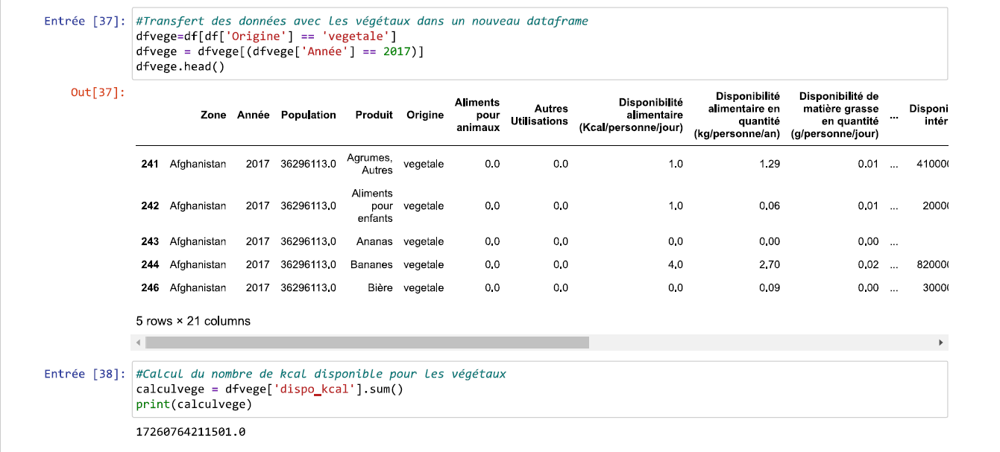 Entrée [37]: #Transfert des données avec les végétaux dans un nouveau dataframe
dfvege=df[df['Origine'] == 'vegetale']
dfvege = dfvege[(dfvege['Année'] == 2017)]
dfvege.head()
Out[37]:
Zone Année Population Produit Origine Aliments pour animaux Autres Utilisations Disponibilité alimentaire (Kcal/personne/jour) Disponibilité alimentaire en quantité (kg/personne/an) Disponibilité de matière grasse en quantité (g/personne/jour) ... Disponi intér
241 Afghanistan 2017 36296113.0 Agrumes, Autres vegetale 0.0 0.0 1.0 1.29 0.01 ... 410000
242 Afghanistan 2017 36296113.0 Aliments pour enfants vegetale 0.0 0.0 1.0 0.06 0.01 ... 20000
243 Afghanistan 2017 36296113.0 Ananas vegetale 0.0 0.0 0.0 0.00 0.00 ...
244 Afghanistan 2017 36296113.0 Bananes vegetale 0.0 0.0 4.0 2.70 0.02 ... 820000
246 Afghanistan 2017 36296113.0 Bière vegetale 0.0 0.0 0.0 0.09 0.00 ... 30000
5 rows × 21 columns
Entrée [38]: #Calcul du nombre de kcal disponible pour les végétaux
calculvege = dfvege['dispo_kcal'].sum()
print(calculvege)
17260764211501.0